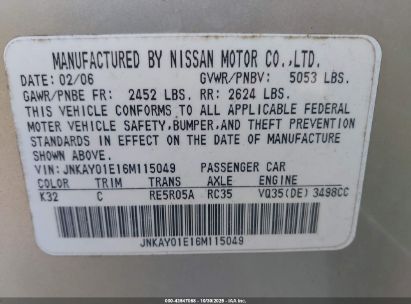 MANUFACTURED BY NISSAN MOTOR CO.,LTD.
DATE: 02/06 GVWR/PNBV: 5053 LBS.
GAWR/PNBE FR: 2452 LBS. RR: 2624 LBS.
THIS VEHICLE CONFORMS TO ALL APPLICABLE FEDERAL
MOTOR VEHICLE SAFETY,BUMPER,AND THEFT PREVENTION
STANDARDS IN EFFECT ON THE DATE OF MANUFACTURE
SHOWN ABOVE.
VIN: JNKAY01E16M115049 PASSENGER CAR
COLOR TRIM TRANS AXLE ENGINE
K32 C RE5R05A RC35 VQ35(DE) 3498CC
JNKAY01E16M115049